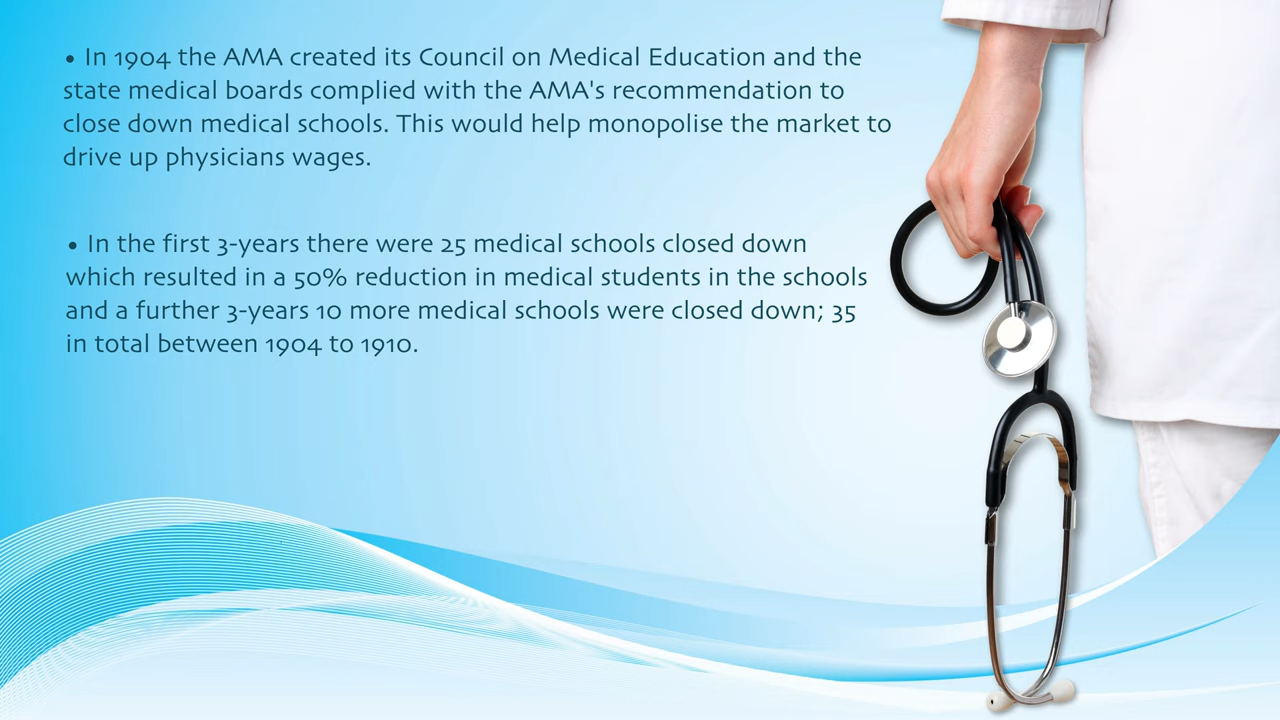 • In 1904 the AMA created its Council on Medical Education and the
state medical boards complied with the AMA's recommendation to
close down medical schools. This would help monopolise the market to
drive up physicians wages.
• In the first 3-years there were 25 medical schools closed down
which resulted in a 50% reduction in medical students in the schools
and a further 3-years 10 more medical schools were closed down; 35
in total between 1904 to 1910.